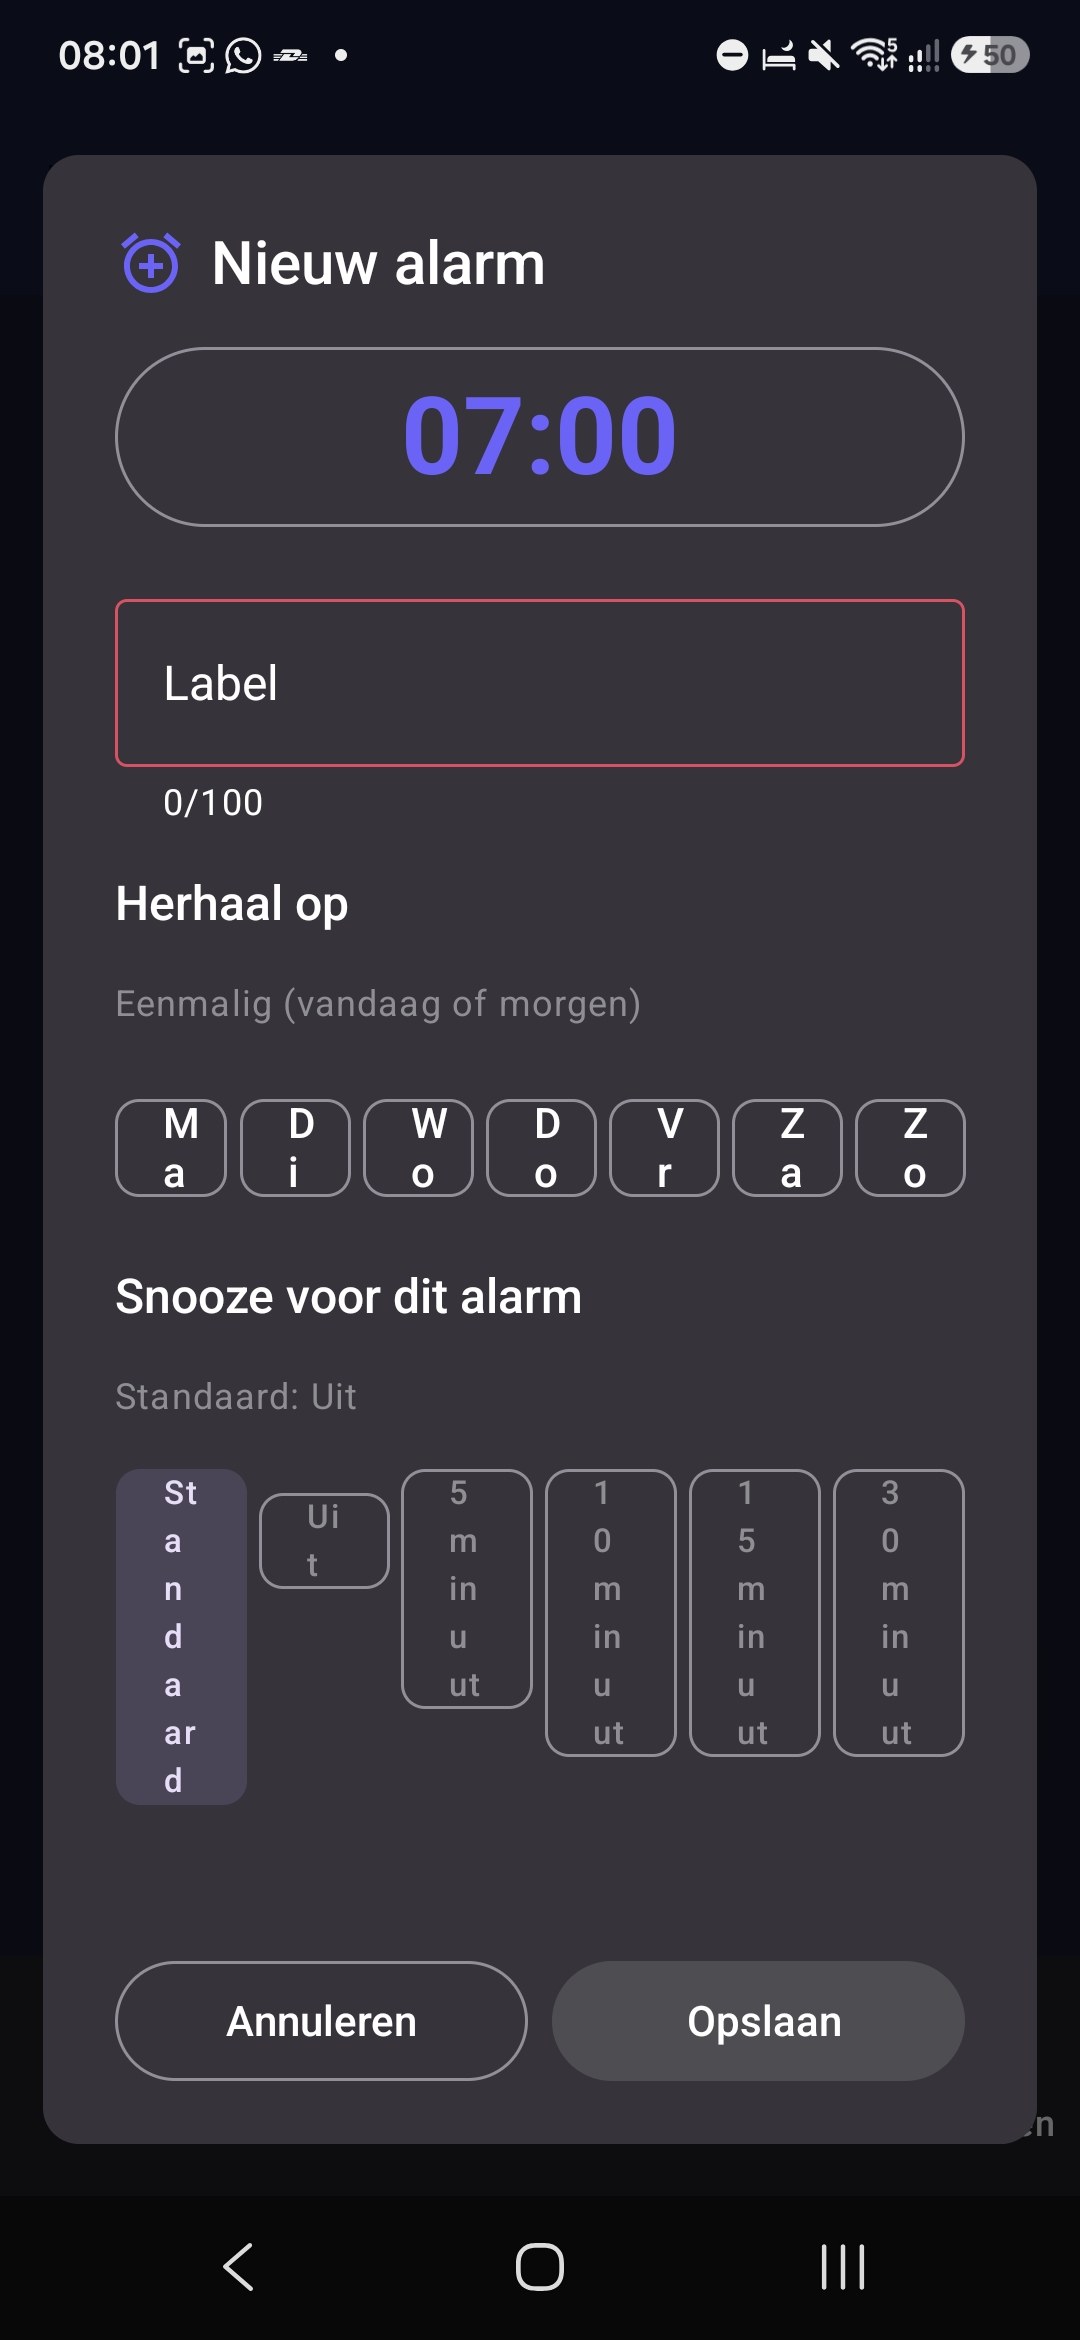 08:01
5
50
Nieuw alarm
07:00
Label
0/100
Herhaal op
Eenmalig (vandaag of morgen)
M D W D V Z Z
a i o o r a o
Snooze voor dit alarm
Standaard: Uit
St
a
n
d
a
ar
d
Ui
t
5
m
in
u
ut
1
0
m
in
u
ut
1
5
m
in
u
ut
3
0
m
in
u
ut
Annuleren
Opslaan
en